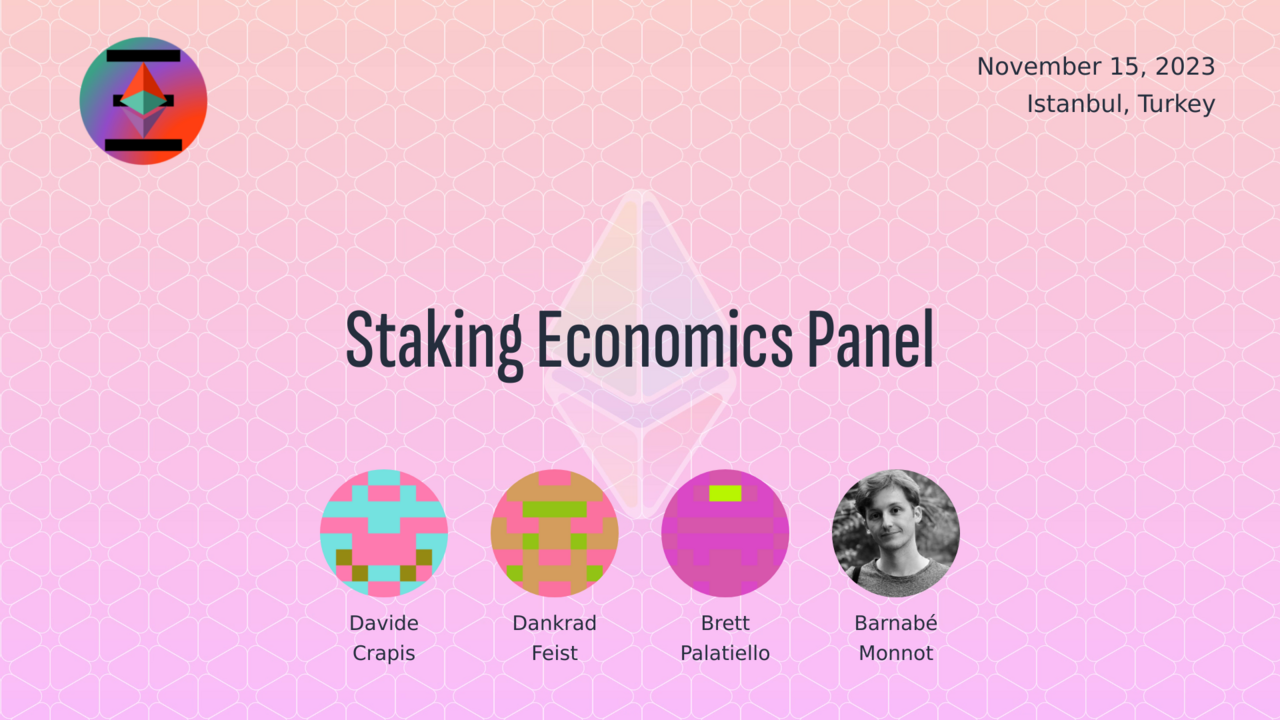 November 15, 2023
Istanbul, Turkey
Staking Economics Panel
Davide
Crapis
Dankrad
Feist
Brett
Palatiello
Barnabé
Monnot